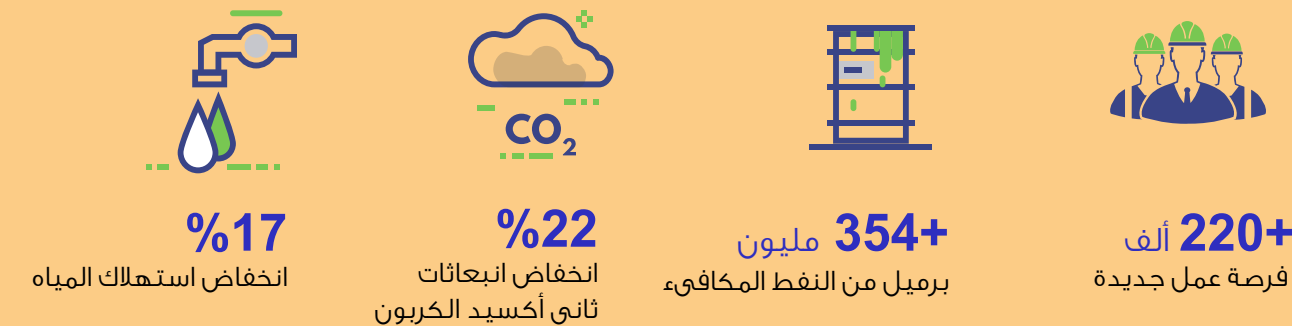 +220 ألف
فرصة عمل جديدة
+354 مليون
برميل من النفط المكافىء
CO2
%22
انخفاض انبعاثات
ثانى أكسيد الكربون
%17
انخفاض استهلاك المياه